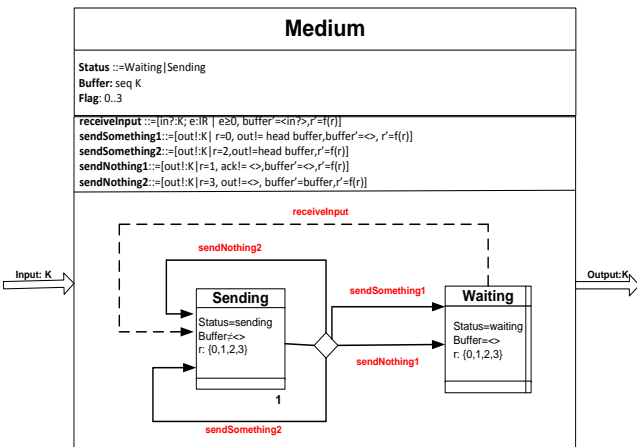 Medium
Status ::=Waiting|Sending
Buffer: seq K
Flag: 0..3
receiveInput ::=[in?:K; e:IR | e≥0, buffer'=<in?>,r'=f(r)]
sendSomething1::=[out!:K| r=0, out!= head buffer,buffer'=<>, r'=f(r)]
sendSomething2::=[out!:K|r=2,out!=head buffer,r'=f(r)]
sendNothing1::=[out!:K|r=1, ack!= <>,buffer'=<>,r'=f(r)]
sendNothing2::=[out!:K|r=3, out!=<>, buffer'=buffer,r'=f(r)]
receiveInput
sendNothing2
Input: K
Output:K
sendSomething1
Sending
Waiting
Status=sending
Buffer≠<>
r: {0,1,2,3}
Status=waiting
Buffer=<>
r: {0,1,2,3}
sendNothing1
1
sendSomething2